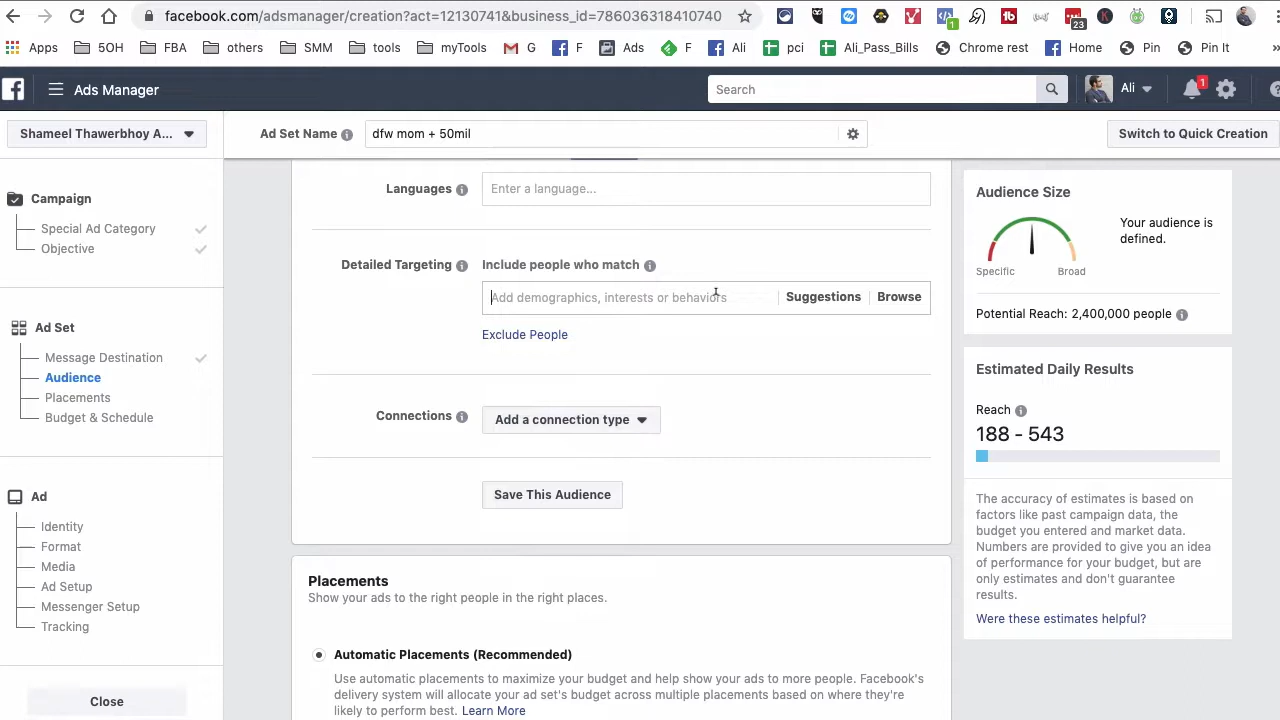 facebook.com/adsmanager/creation?act=12130741&business_id=786036318410740
1
23
Apps 5OH FBA others SMM tools myTools G F Ads F Ali pci Ali_Pass_Bills Chrome rest Home Pin Pin It »
Ads Manager
Search
Ali
1
Shameel Thawerbhoy A...
Ad Set Name
dfw mom + 50mil
Switch to Quick Creation
Campaign
Special Ad Category
Objective
Ad Set
Message Destination
Audience
Placements
Budget & Schedule
Ad
Identity
Format
Media
Ad Setup
Messenger Setup
Tracking
Close
Languages
Enter a language...
Detailed Targeting
Include people who match
Add demographics, interests or behaviors
Suggestions
Browse
Exclude People
Connections
Add a connection type
Save This Audience
Placements
Show your ads to the right people in the right places.
Automatic Placements (Recommended)
Use automatic placements to maximize your budget and help show your ads to more people. Facebook's
delivery system will allocate your ad set's budget across multiple placements based on where they're
likely to perform best. Learn More
Audience Size
Your audience is
defined.
Specific
Broad
Potential Reach: 2,400,000 people
Estimated Daily Results
Reach
188 - 543
The accuracy of estimates is based on
factors like past campaign data, the
budget you entered and market data.
Numbers are provided to give you an idea
of performance for your budget, but are
only estimates and don't guarantee
results.
Were these estimates helpful?